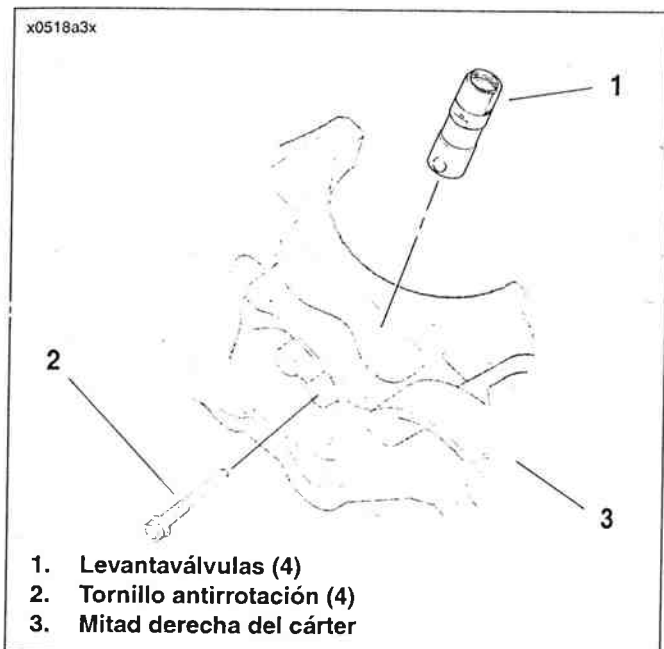 x0518a3x
1
2
3
1. Levantaválvulas (4)
2. Tornillo antirrotación (4)
3. Mitad derecha del cárter